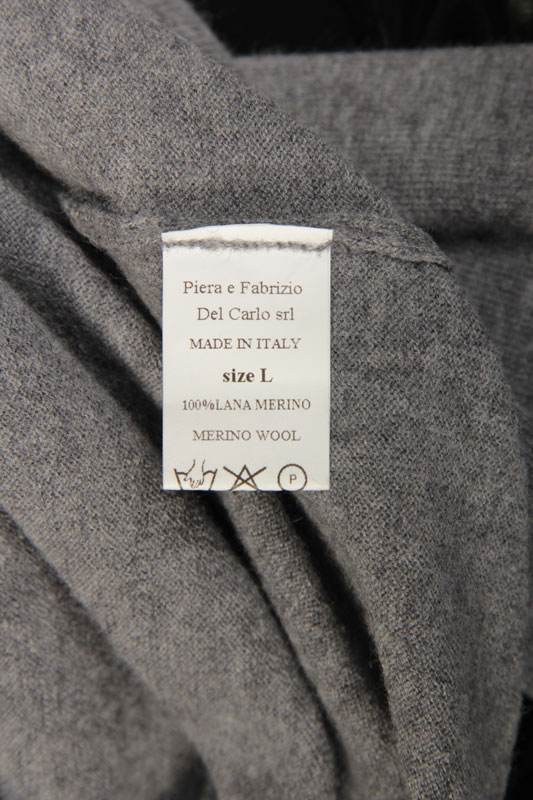 Piera e Fabrizio
Del Carlo srl
MADE IN ITALY
size L
100%LANA MERINO
MERINO WOOL
P